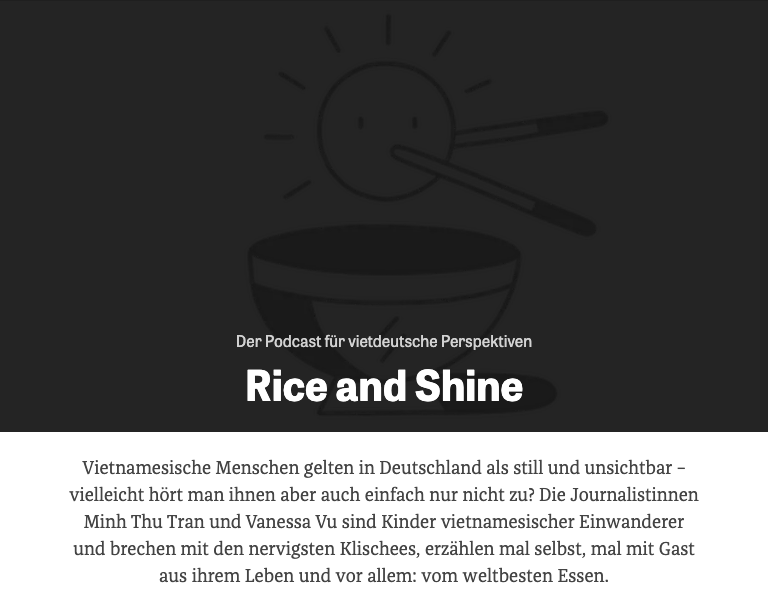 Der Podcast für vietdeutsche Perspektiven
Rice and Shine
Vietnamesische Menschen gelten in Deutschland als still und unsichtbar –
vielleicht hört man ihnen aber auch einfach nur nicht zu? Die Journalistinnen
Minh Thu Tran und Vanessa Vu sind Kinder vietnamesischer Einwanderer
und brechen mit den nervigsten Klischees, erzählen mal selbst, mal mit Gast
aus ihrem Leben und vor allem: vom weltbesten Essen.